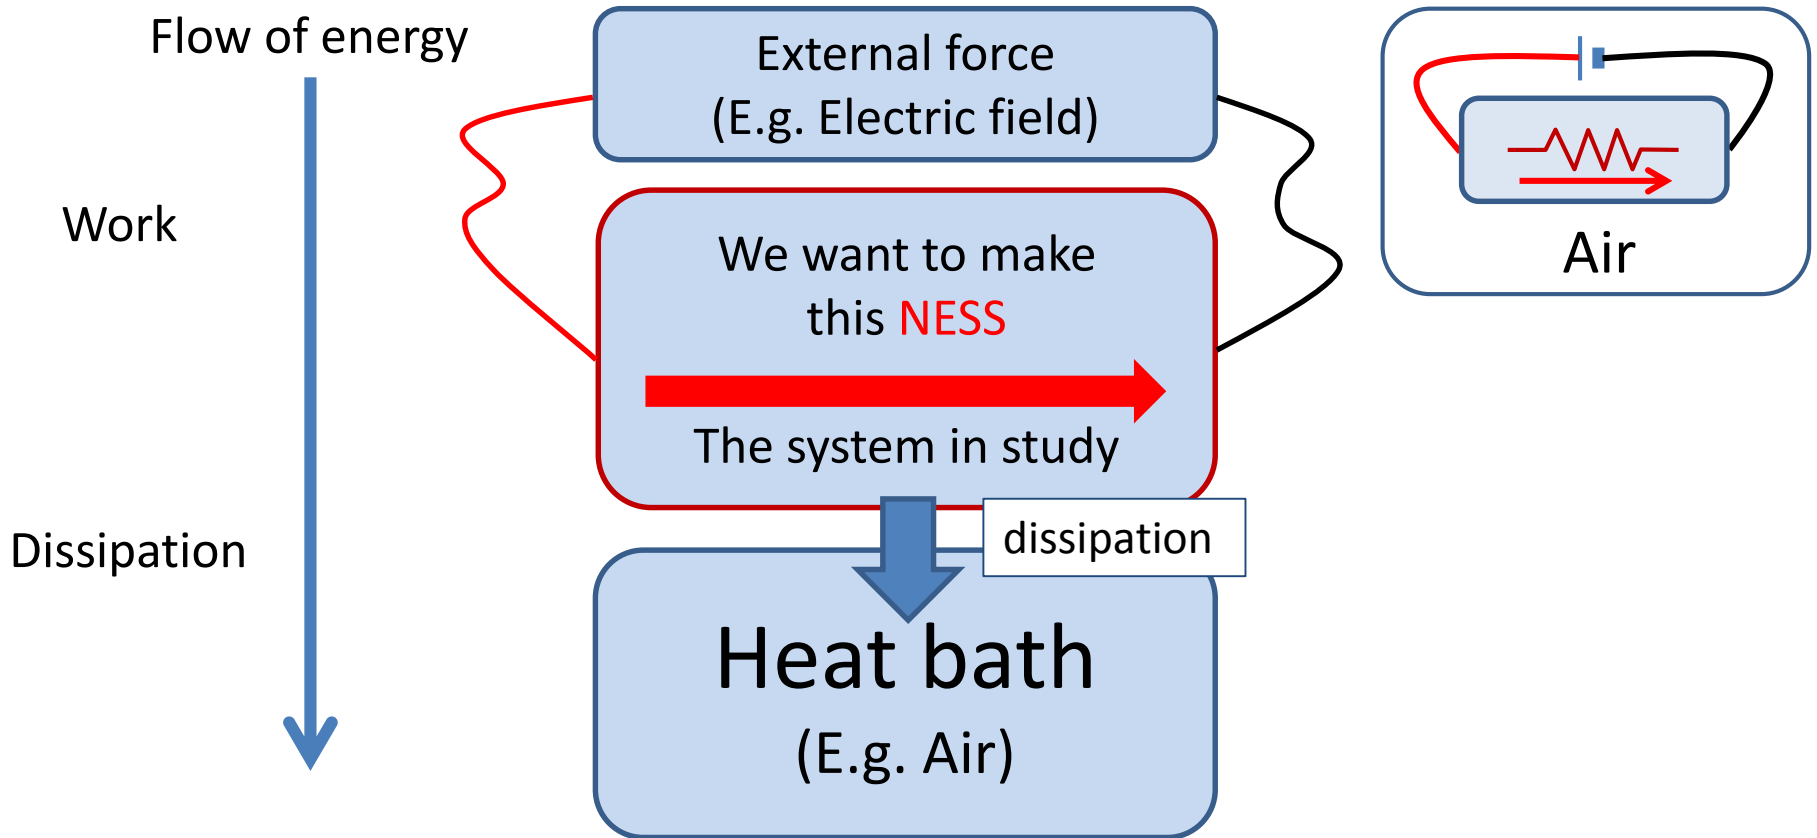 Flow of energy
External force
(E.g. Electric field)
Work
We want to make
this NESS
The system in study
Dissipation
dissipation
Heat bath
(E.g. Air)
Air